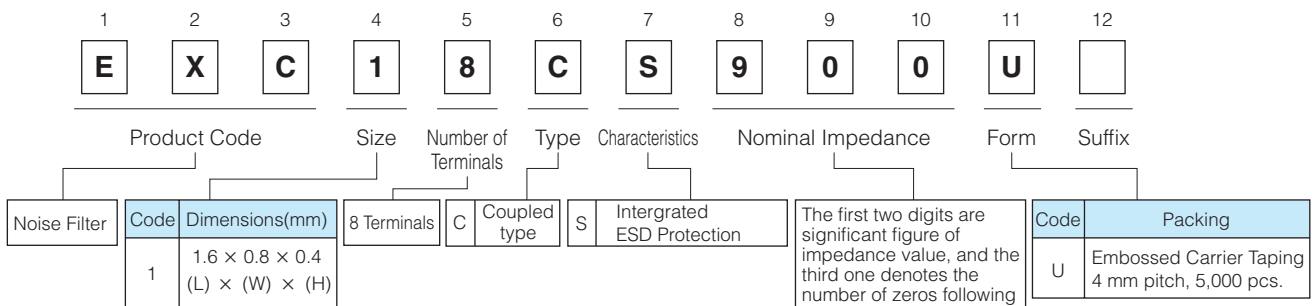 1 2 3 4 5 6 7 8 9 10 11 12
E X C 1 8 C S 9 0 0 U
Product Code Size Number of Terminals Type Characteristics Nominal Impedance Form Suffix
Noise Filter
Code Dimensions(mm)
1 1.6 × 0.8 × 0.4
(L) × (W) × (H)
8 Terminals
C Coupled
type
S Intergrated
ESD Protection
The first two digits are
significant figure of
impedance value, and the
third one denotes the
number of zeros following
Code Packing
U Embossed Carrier Taping
4 mm pitch, 5,000 pcs.